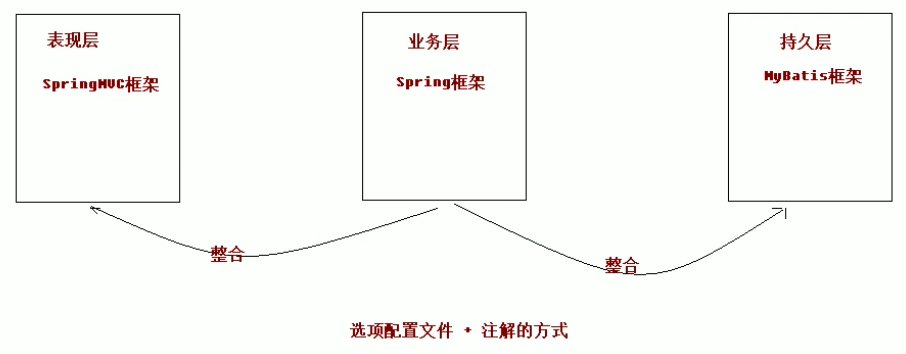 表现层
SpringMVC框架
业务层
Spring框架
持久层
MyBatis框架
整合
整合
选项配置文件 + 注解的方式